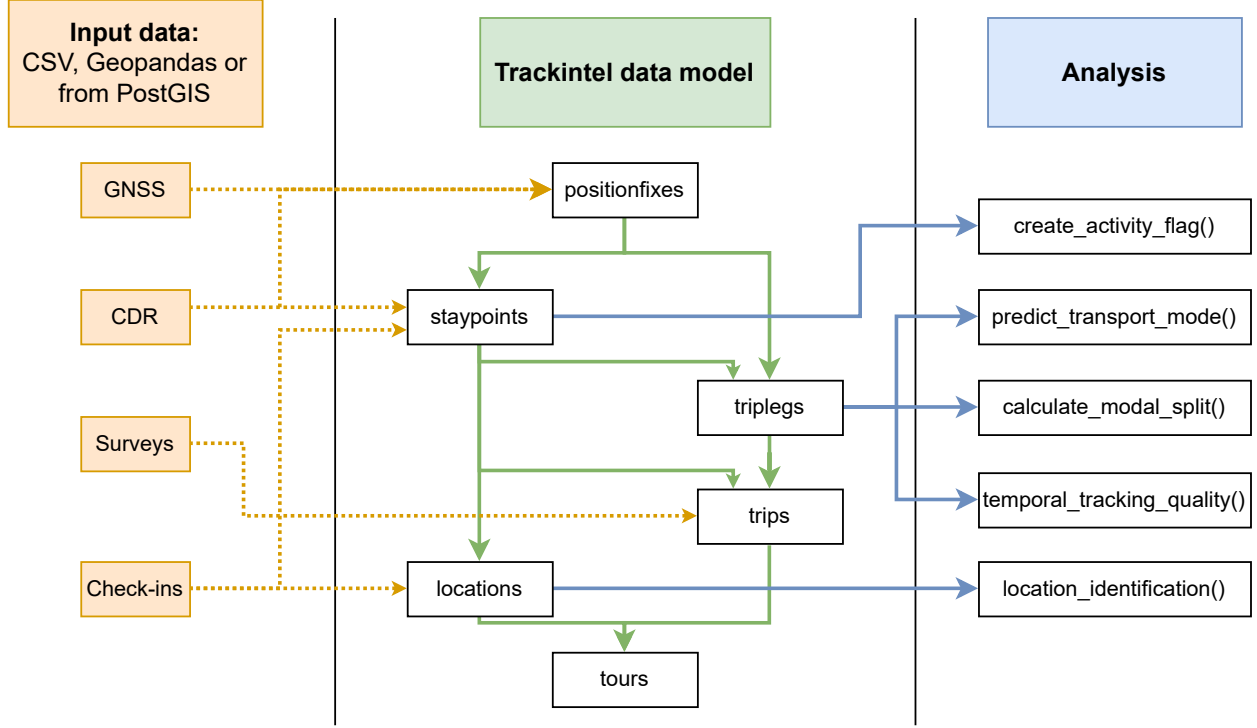 Input data:
CSV, Geopandas or
from PostGIS
Trackintel data model
Analysis
GNSS
positionfixes
create_activity_flag()
CDR
staypoints
predict_transport_mode()
triplegs
calculate_modal_split()
Surveys
trips
temporal_tracking_quality()
Check-ins
locations
location_identification()
tours